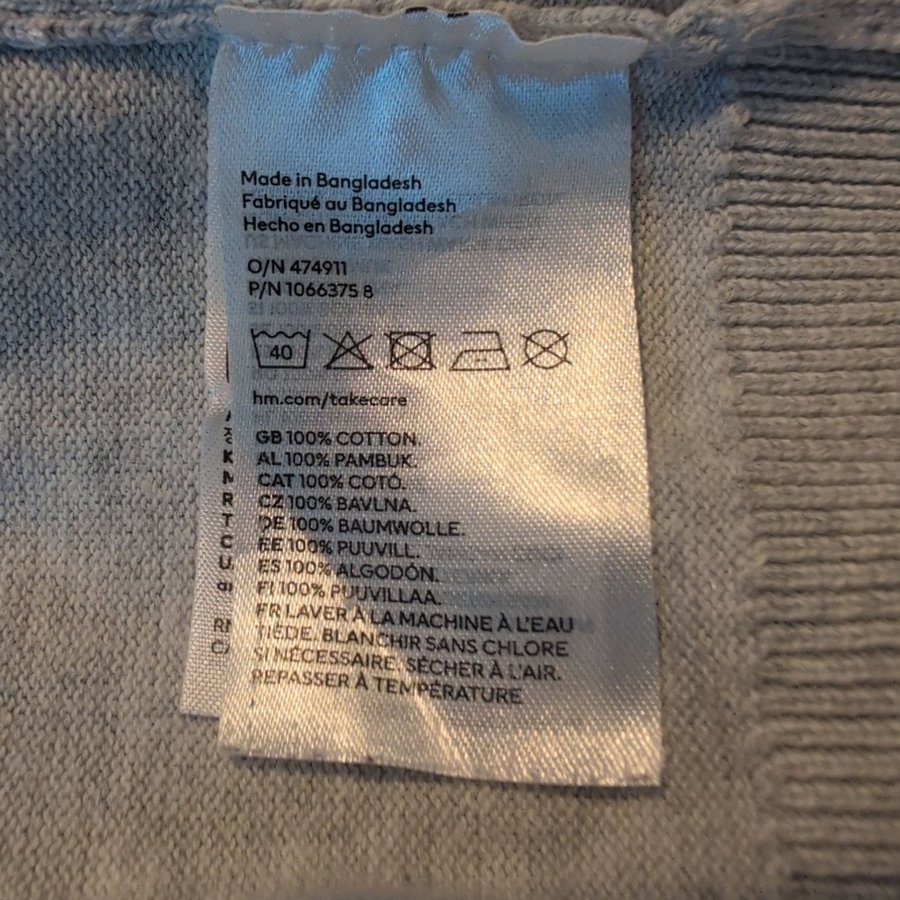 Made in Bangladesh
Fabriqué au Bangladesh
Hecho en Bangladesh
O/N 474911
P/N 1066375 8
40
hm.com/takecare
GB 100% COTTON.
AL 100% PAMBUK.
CAT 100% COTÓ.
CZ 100% BAVLNA.
DE 100% BAUMWOLLE.
EE 100% PUUVILL.
ES 100% ALGODÓN.
FI 100% PUUVILLAA.
FR LAVER À LA MACHINE À L'EAU
TIÈDE. BLANCHIR SANS CHLORE
SI NÉCESSAIRE. SÉCHER À L'AIR.
REPASSER À TEMPÉRATURE